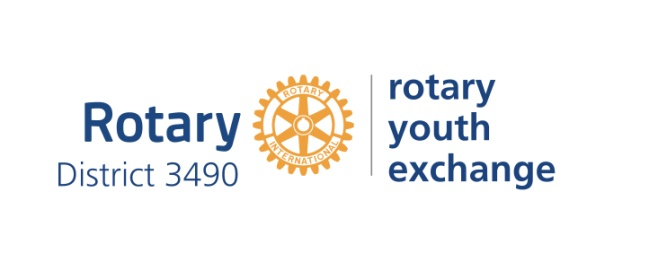 Rotary
District 3490
ROTARY
INTERNATIONAL
rotary
youth
exchange